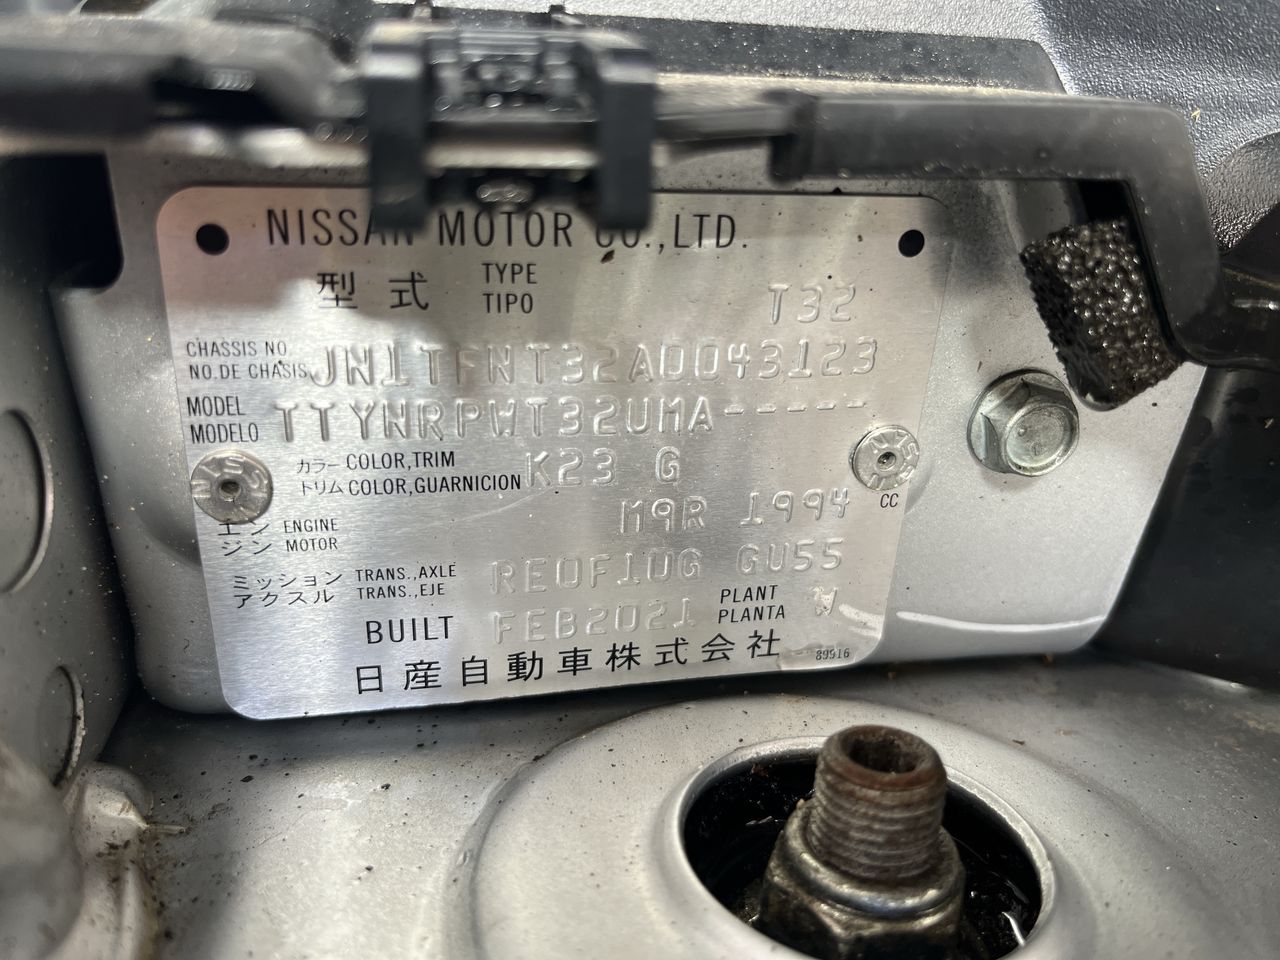 NISSAN MOTOR CO.,LTD.
型式 TYPE TIPO T32
CHASSIS NO. NO.DE CHASIS JN1TFNT32A0043123
MODEL MODELO TTYNRPWT32UMA-----
カラー COLOR,TRIM トリム COLOR,GUARNICION K23 G
エンジン ENGINE MOTOR M9R 1994 CC
ミッション アクスル TRANS.,AXLE TRANS.,EJE RE0F10G GU55
BUILT FEB2021 PLANT PLANTA W
日産自動車株式会社 89916